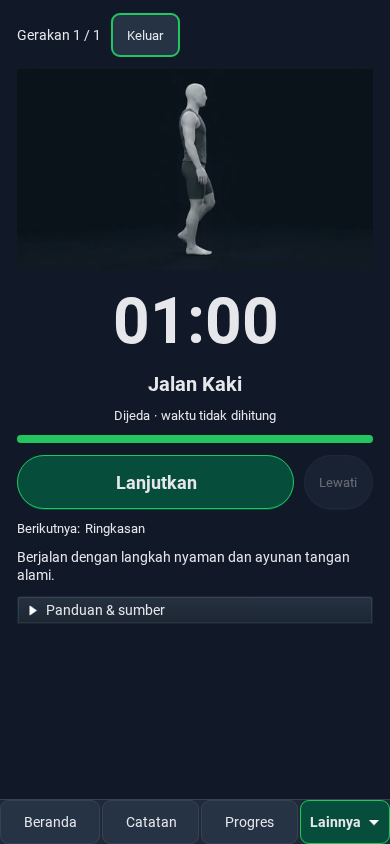 Gerakan 1 / 1
Keluar
01:00
Jalan Kaki
Dijeda · waktu tidak dihitung
Lanjutkan
Lewati
Berikutnya: Ringkasan
Berjalan dengan langkah nyaman dan ayunan tangan
alami.
Panduan & sumber
Beranda
Catatan
Progres
Lainnya